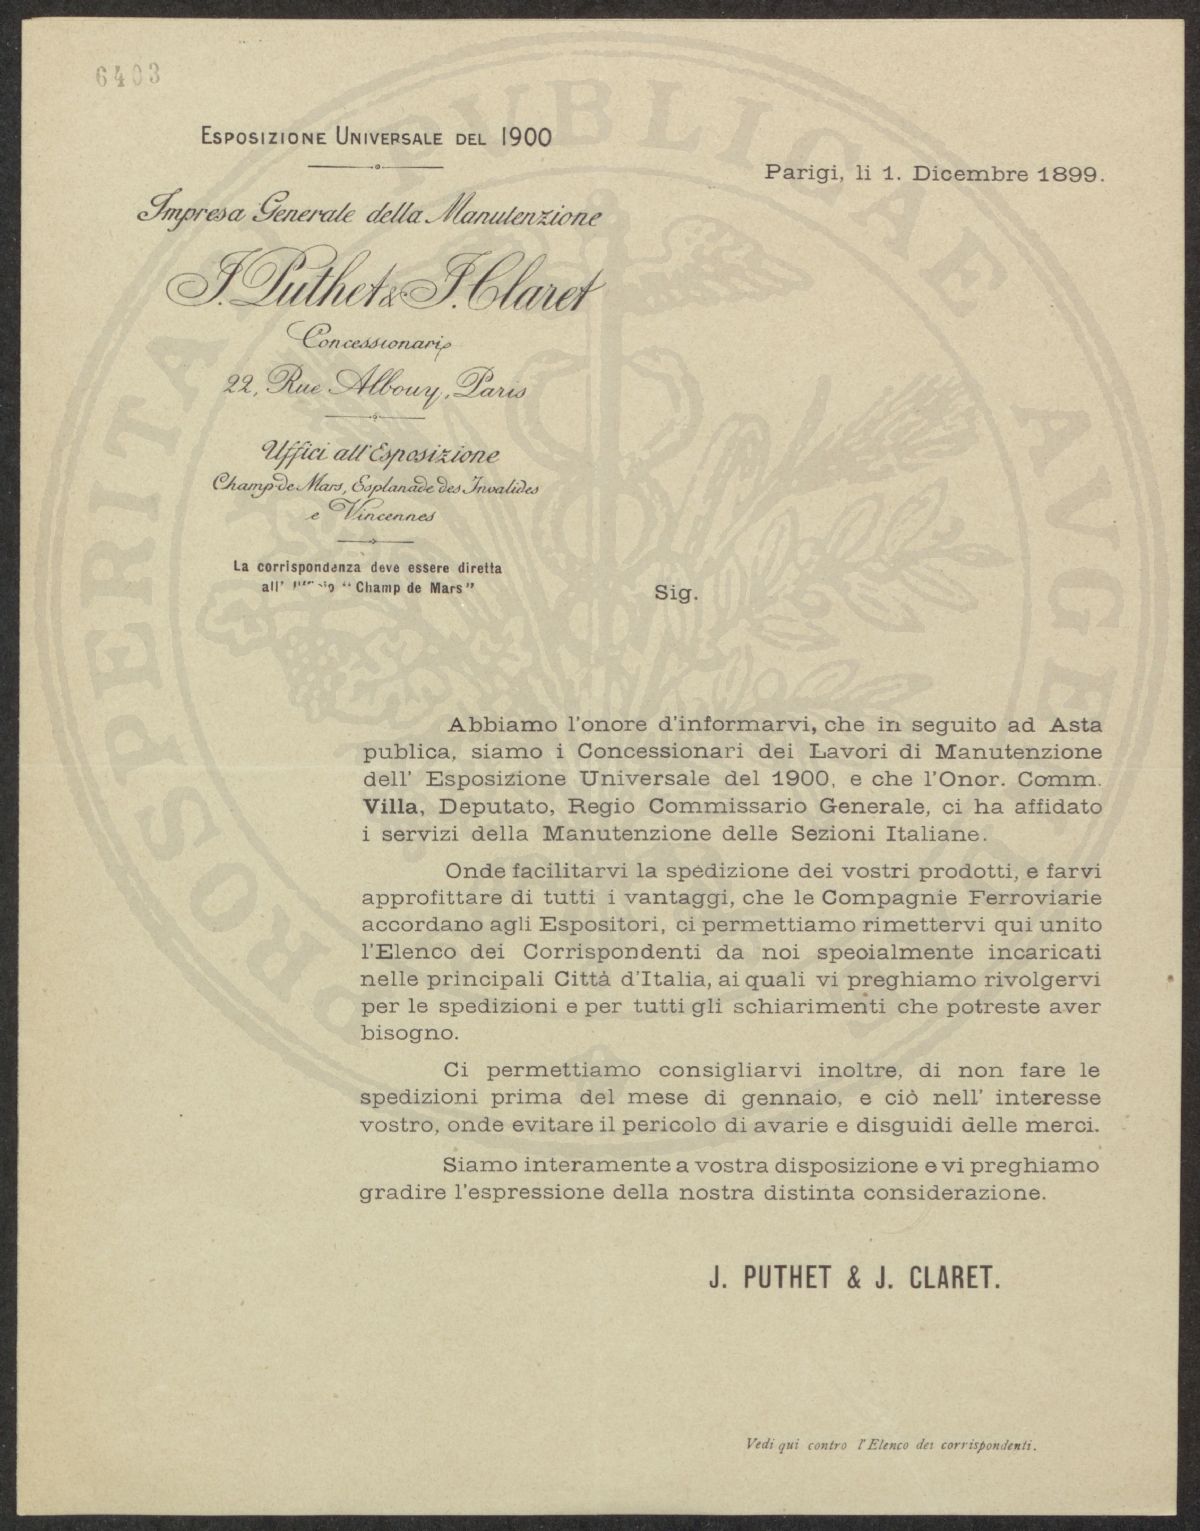 6403
ESPOSIZIONE UNIVERSALE DEL 1900
Parigi, li 1. Dicembre 1899.
Impresa Generale della Manutenzione
J. Puthet & J. Claret
Concessionari
22, Rue Albouy, Paris
Uffici all'Esposizione
Champ de Mars, Esplanade des Invalides
e Vincennes
La corrispondenza deve essere diretta
all' “Champ de Mars”
Sig.
Abbiamo l'onore d'informarvi, che in seguito ad Asta
publica, siamo i Concessionari dei Lavori di Manutenzione
dell' Esposizione Universale del 1900, e che l'Onor. Comm.
Villa, Deputato, Regio Commissario Generale, ci ha affidato
i servizi della Manutenzione delle Sezioni Italiane.
Onde facilitarvi la spedizione dei vostri prodotti, e farvi
approfittare di tutti i vantaggi, che le Compagnie Ferroviarie
accordano agli Espositori, ci permettiamo rimettervi qui unito
l'Elenco dei Corrispondenti da noi speoialmente incaricati
nelle principali Città d'Italia, ai quali vi preghiamo rivolgervi
per le spedizioni e per tutti gli schiarimenti che potreste aver
bisogno.
Ci permettiamo consigliarvi inoltre, di non fare le
spedizioni prima del mese di gennaio, e ciò nell' interesse
vostro, onde evitare il pericolo di avarie e disguidi delle merci.
Siamo interamente a vostra disposizione e vi preghiamo
gradire l'espressione della nostra distinta considerazione.
J. PUTHET & J. CLARET.
Vedi qui contro l'Elenco dei corrispondenti.
PROSPERITAS PUBLICAE AUGE